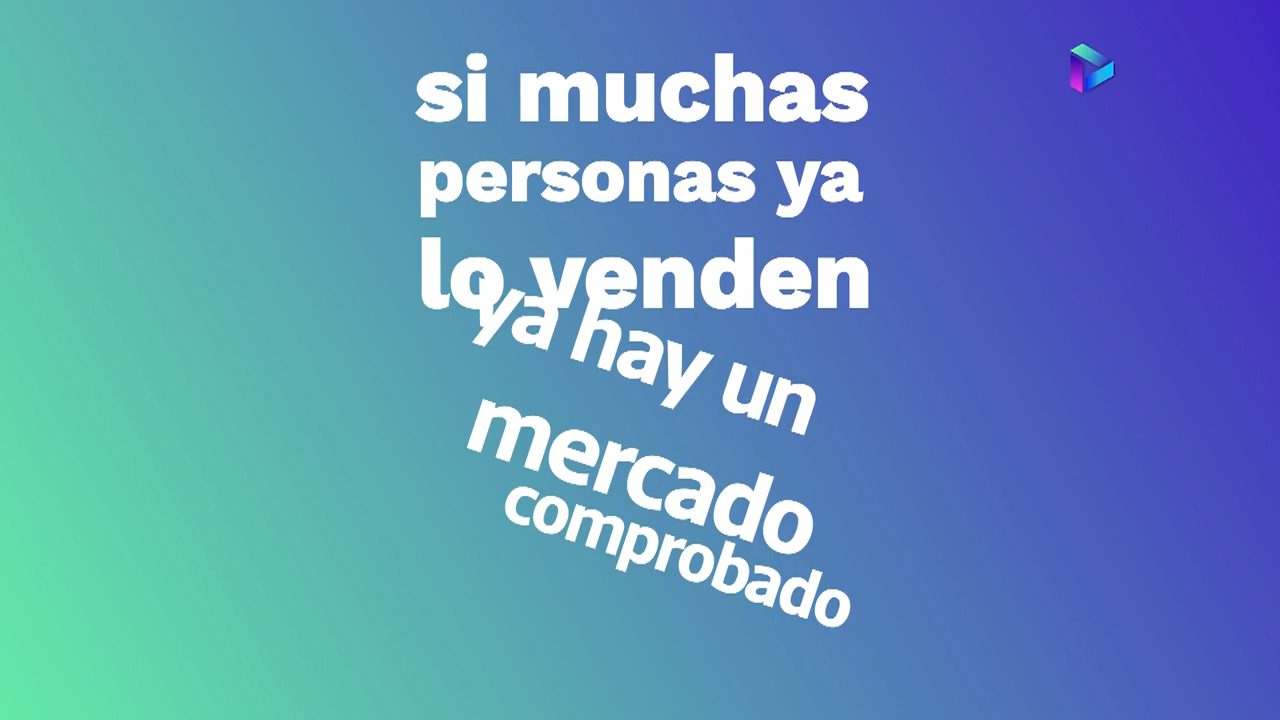 si muchas
personas ya
lo venden
ya hay un
mercado
comprobado